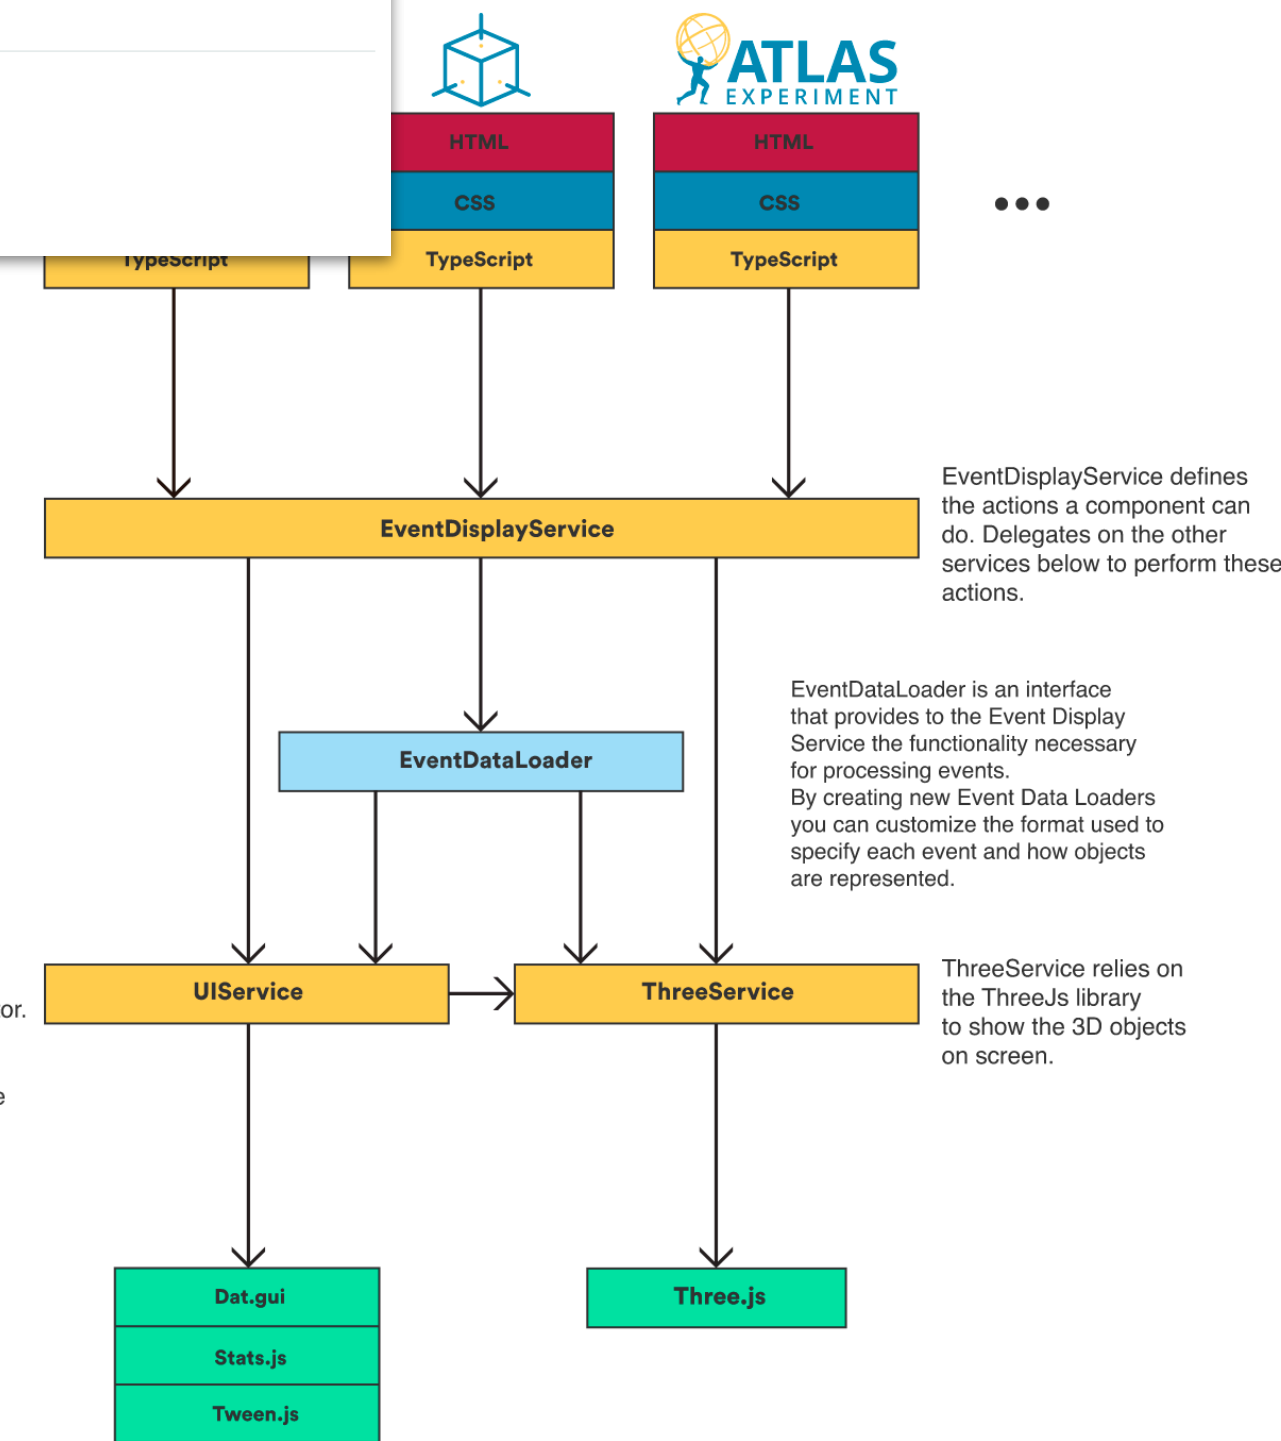 ATLAS
EXPERIMENT
HTML
HTML
CSS
CSS
TypeScript
TypeScript
TypeScript
EventDisplayService defines
the actions a component can
do. Delegates on the other
services below to perform these
actions.
EventDisplayService
EventDataLoader is an interface
that provides to the Event Display
Service the functionality necessary
for processing events.
By creating new Event Data Loaders
you can customize the format used to
specify each event and how objects
are represented.
EventDataLoader
UIService
ThreeService
ThreeService relies on
the ThreeJs library
to show the 3D objects
on screen.
Dat.gui
Three.js
Stats.js
Tween.js